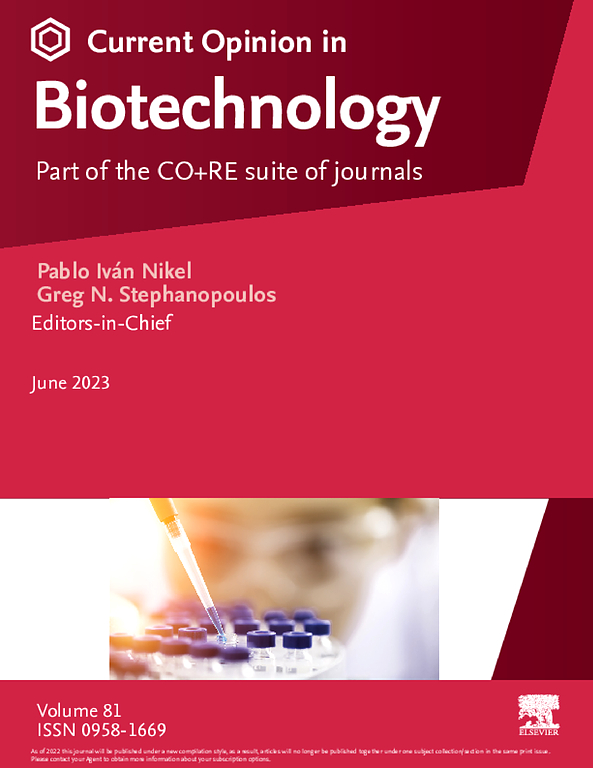 Current Opinion in
Biotechnology
Part of the CO+RE suite of journals
Pablo Iván Nikel
Greg N. Stephanopoulos
Editors-in-Chief
June 2023
Volume 81
ISSN 0958-1669
ELSEVIER
As of 2022 this journal will be published under a new compilation style, as a result, articles will no longer be published together under one subject collection/section in the same print issue.
Please contact your Agent to obtain more information about your subscription options.